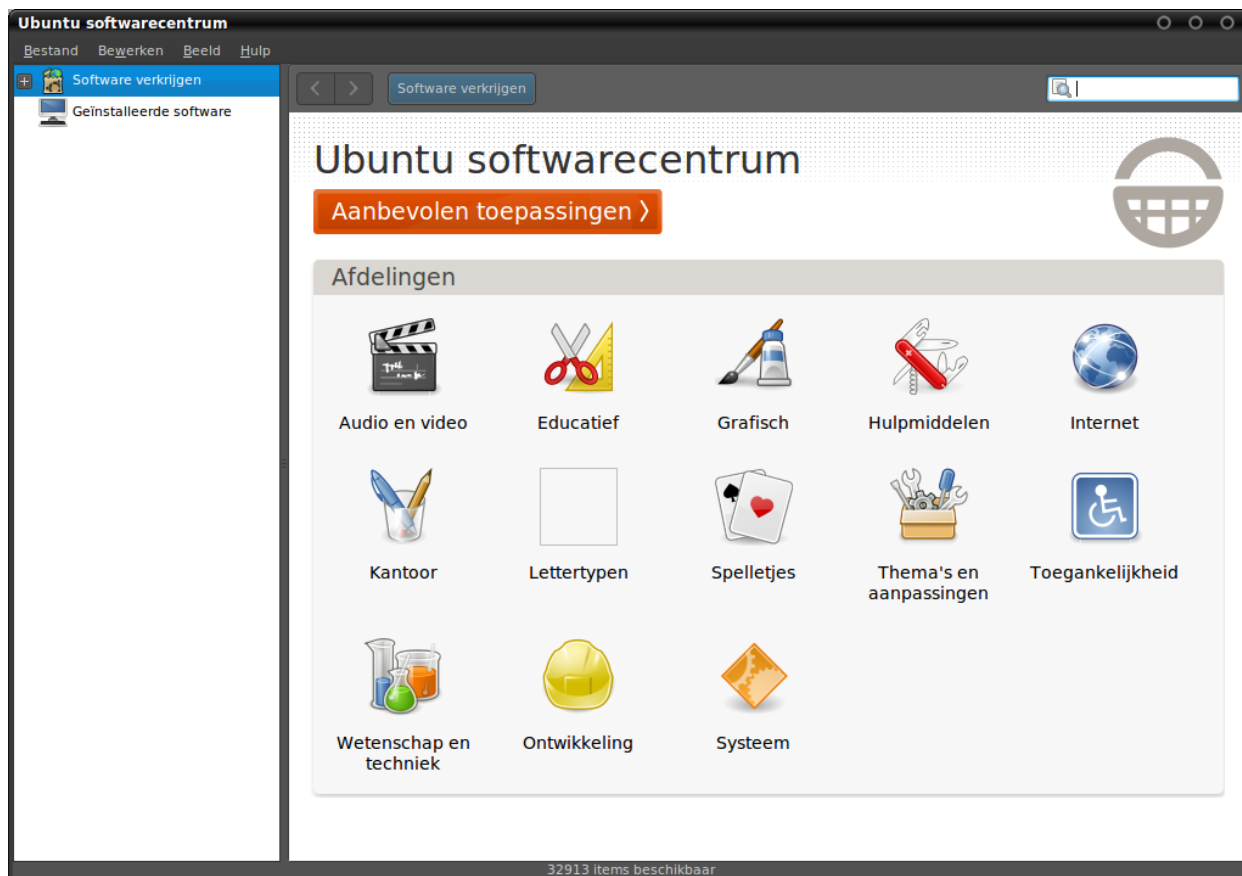 Ubuntu softwarecentrum
Bestand Bewerken Beeld Hulp
Software verkrijgen
Geïnstalleerde software
Software verkrijgen
Ubuntu softwarecentrum
Aanbevolen toepassingen
Afdelingen
Audio en video
Educatief
Grafisch
Hulpmiddelen
Internet
Kantoor
Lettertypen
Spelletjes
Thema's en
aanpassingen
Toegankelijkheid
Wetenschap en
techniek
Ontwikkeling
Systeem
32913 items beschikbaar